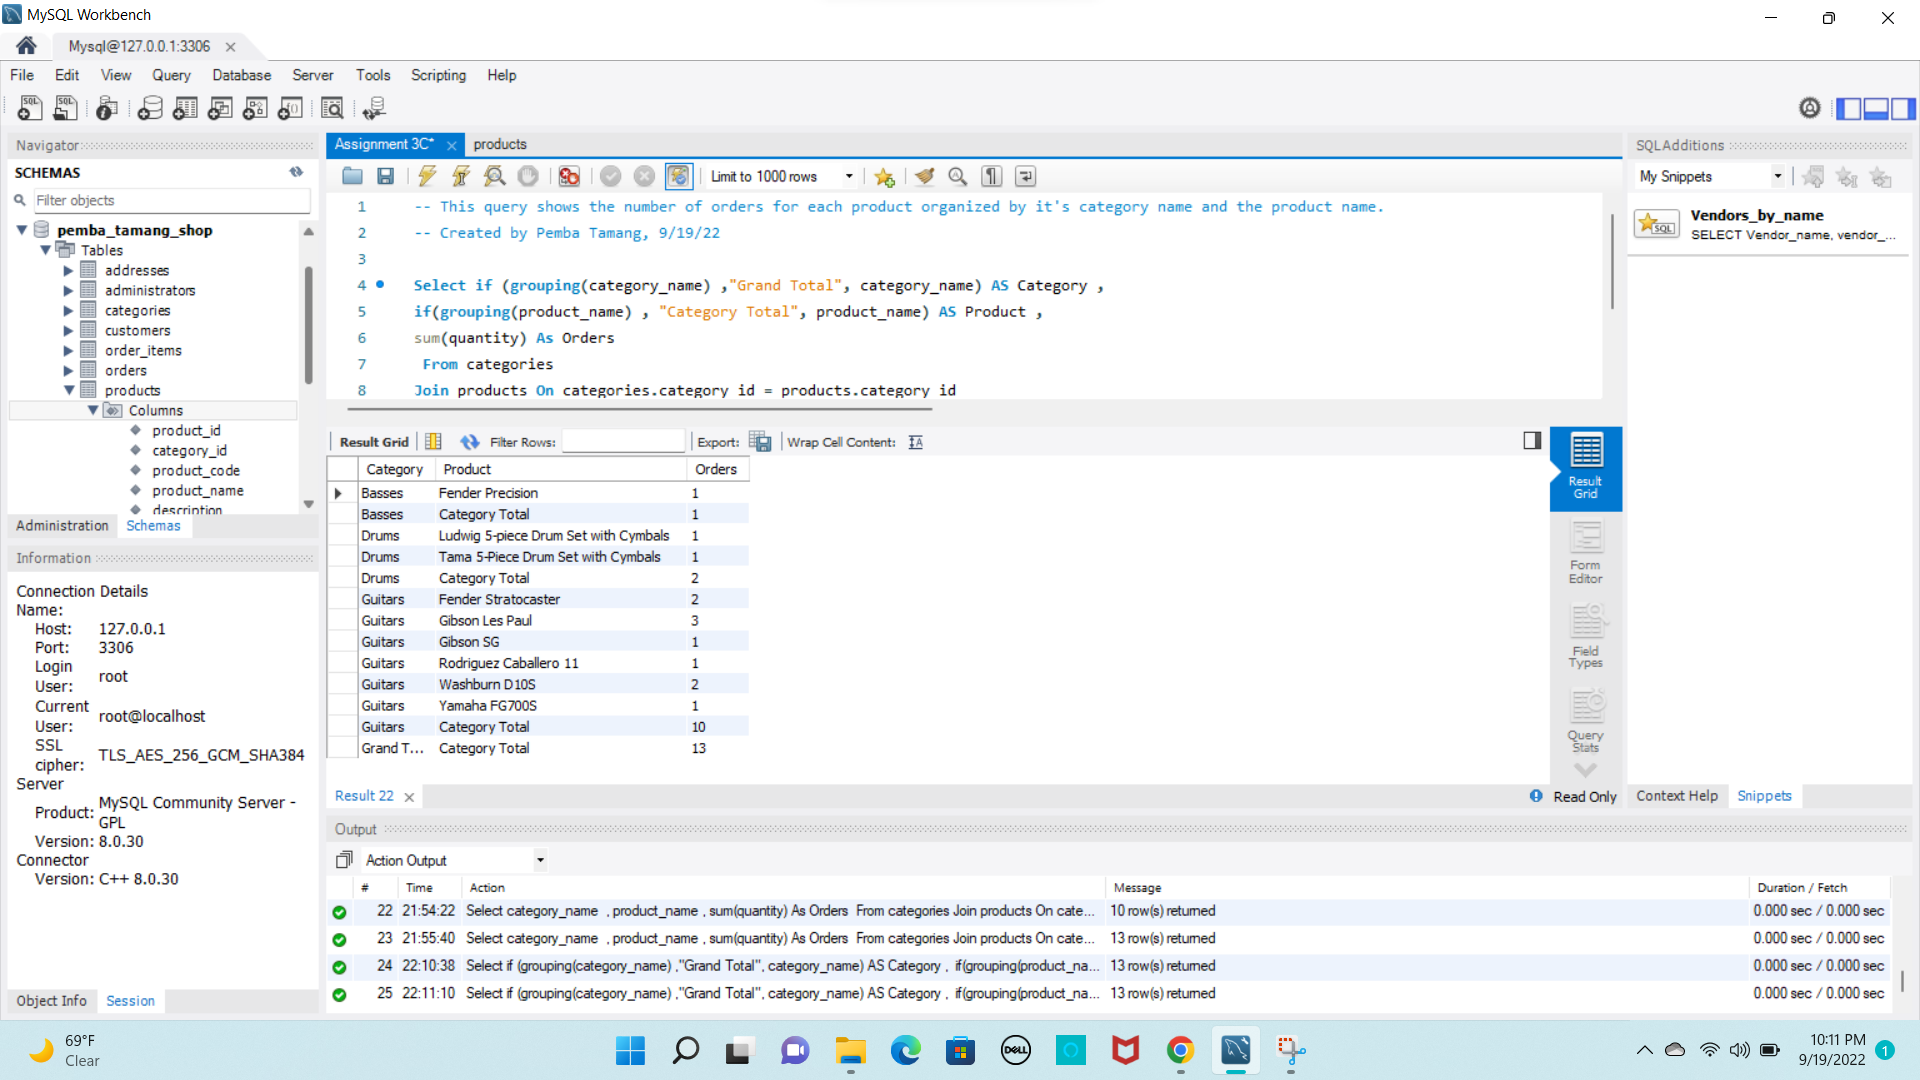 MySQL Workbench
Mysql@127.0.0.1:3306
File Edit View Query Database Server Tools Scripting Help
Navigator
SCHEMAS
Filter objects
pemba_tamang_shop
Tables
addresses
administrators
categories
customers
order_items
orders
products
Columns
product_id
category_id
product_code
product_name
description
Administration Schemas
Information
Connection Details
Name:
Host: 127.0.0.1
Port: 3306
Login User: root
Current User: root@localhost
SSL cipher: TLS_AES_256_GCM_SHA384
Server
Product: MySQL Community Server - GPL
Version: 8.0.30
Connector
Version: C++ 8.0.30
Object Info Session
Assignment 3C* products
Limit to 1000 rows
1 -- This query shows the number of orders for each product organized by it's category name and the product name.
2 -- Created by Pemba Tamang, 9/19/22
3
4 Select if (grouping(category_name) ,"Grand Total", category_name) AS Category ,
5 if(grouping(product_name) , "Category Total", product_name) AS Product ,
6 sum(quantity) As Orders
7 From categories
8 Join products On categories.category_id = products.category_id
Result Grid Filter Rows: Export: Wrap Cell Content:
Category Product Orders
Basses Fender Precision 1
Basses Category Total 1
Drums Ludwig 5-piece Drum Set with Cymbals 1
Drums Tama 5-Piece Drum Set with Cymbals 1
Drums Category Total 2
Guitars Fender Stratocaster 2
Guitars Gibson Les Paul 3
Guitars Gibson SG 1
Guitars Rodriguez Caballero 11 1
Guitars Washburn D10S 2
Guitars Yamaha FG700S 1
Guitars Category Total 10
Grand T... Category Total 13
Result Grid
Form Editor
Field Types
Query Stats
Result 22
Read Only
SQLAdditions
My Snippets
SQL
Vendors_by_name
SELECT Vendor_name, vendor_...
Context Help Snippets
Output
Action Output
# Time Action Message Duration / Fetch
22 21:54:22 Select category_name , product_name , sum(quantity) As Orders From categories Join products On cate... 10 row(s) returned 0.000 sec / 0.000 sec
23 21:55:40 Select category_name , product_name , sum(quantity) As Orders From categories Join products On cate... 13 row(s) returned 0.000 sec / 0.000 sec
24 22:10:38 Select if (grouping(category_name) ,"Grand Total", category_name) AS Category , if(grouping(product_na... 13 row(s) returned 0.000 sec / 0.000 sec
25 22:11:10 Select if (grouping(category_name) ,"Grand Total", category_name) AS Category , if(grouping(product_na... 13 row(s) returned 0.000 sec / 0.000 sec
69°F
Clear
DELL
10:11 PM
9/19/2022
1